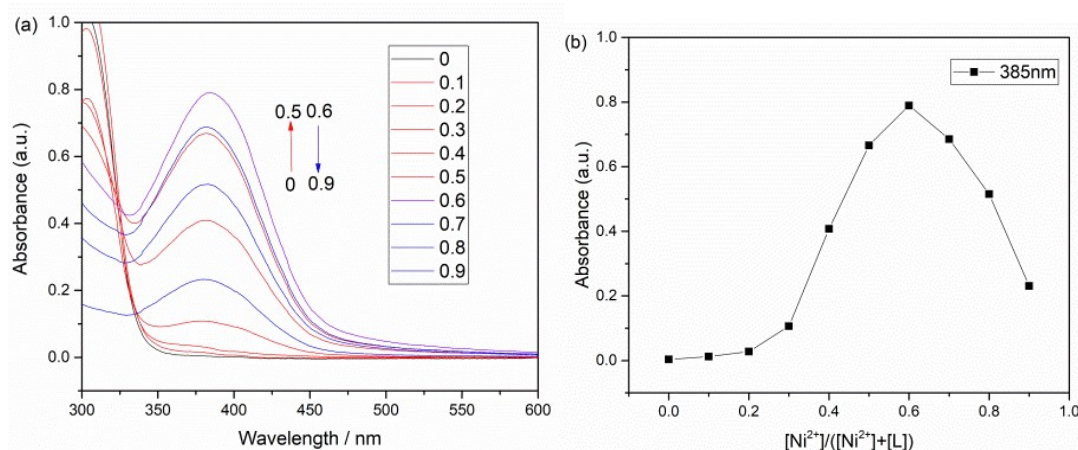 (a)
1.0
0.8
0.6
0.4
0.2
0.0
Absorbance (a.u.)
300 350 400 450 500 550 600
Wavelength / nm
0.5 0.6
0 0.9
0
0.1
0.2
0.3
0.4
0.5
0.6
0.7
0.8
0.9
(b)
1.0
0.8
0.6
0.4
0.2
0.0
Absorbance (a.u.)
385nm
0.0 0.2 0.4 0.6 0.8 1.0
[Ni²⁺]/([Ni²⁺]+[L])